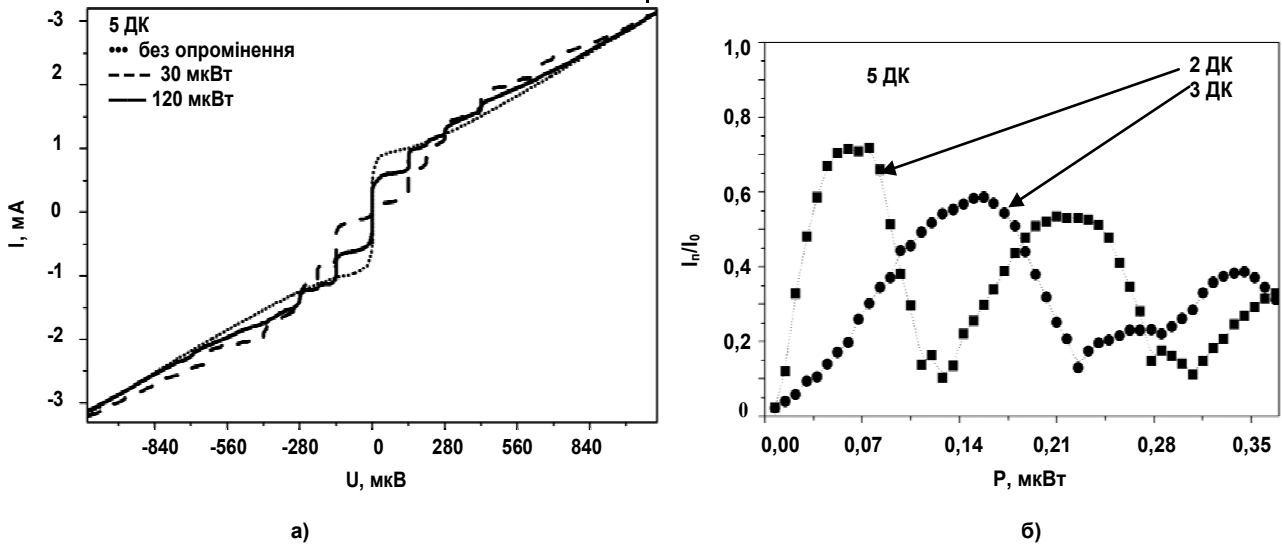 5 ДК
без опромінення
30 мкВт
120 мкВт
-3
2
1
0
-1
-2
-3
I, мА
-840
-560
-280
0
280
560
840
U, мкВ
а)
1,0
0,8
0,6
0,4
0,2
0
Iп/I0
5 ДК
2 ДК
3 ДК
0,00
0,07
0,14
0,21
0,28
0,35
P, мкВт
б)